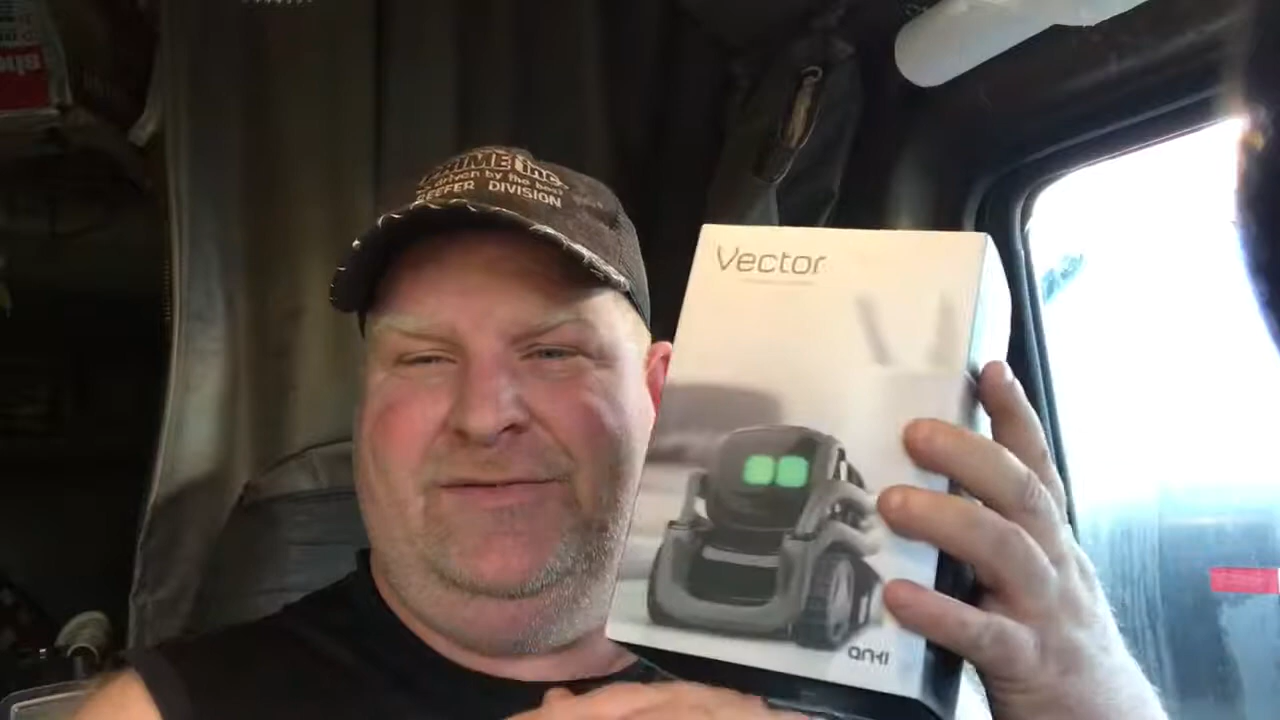 PRIME inc.
driven by the best
REEFER DIVISION
Vector
anki